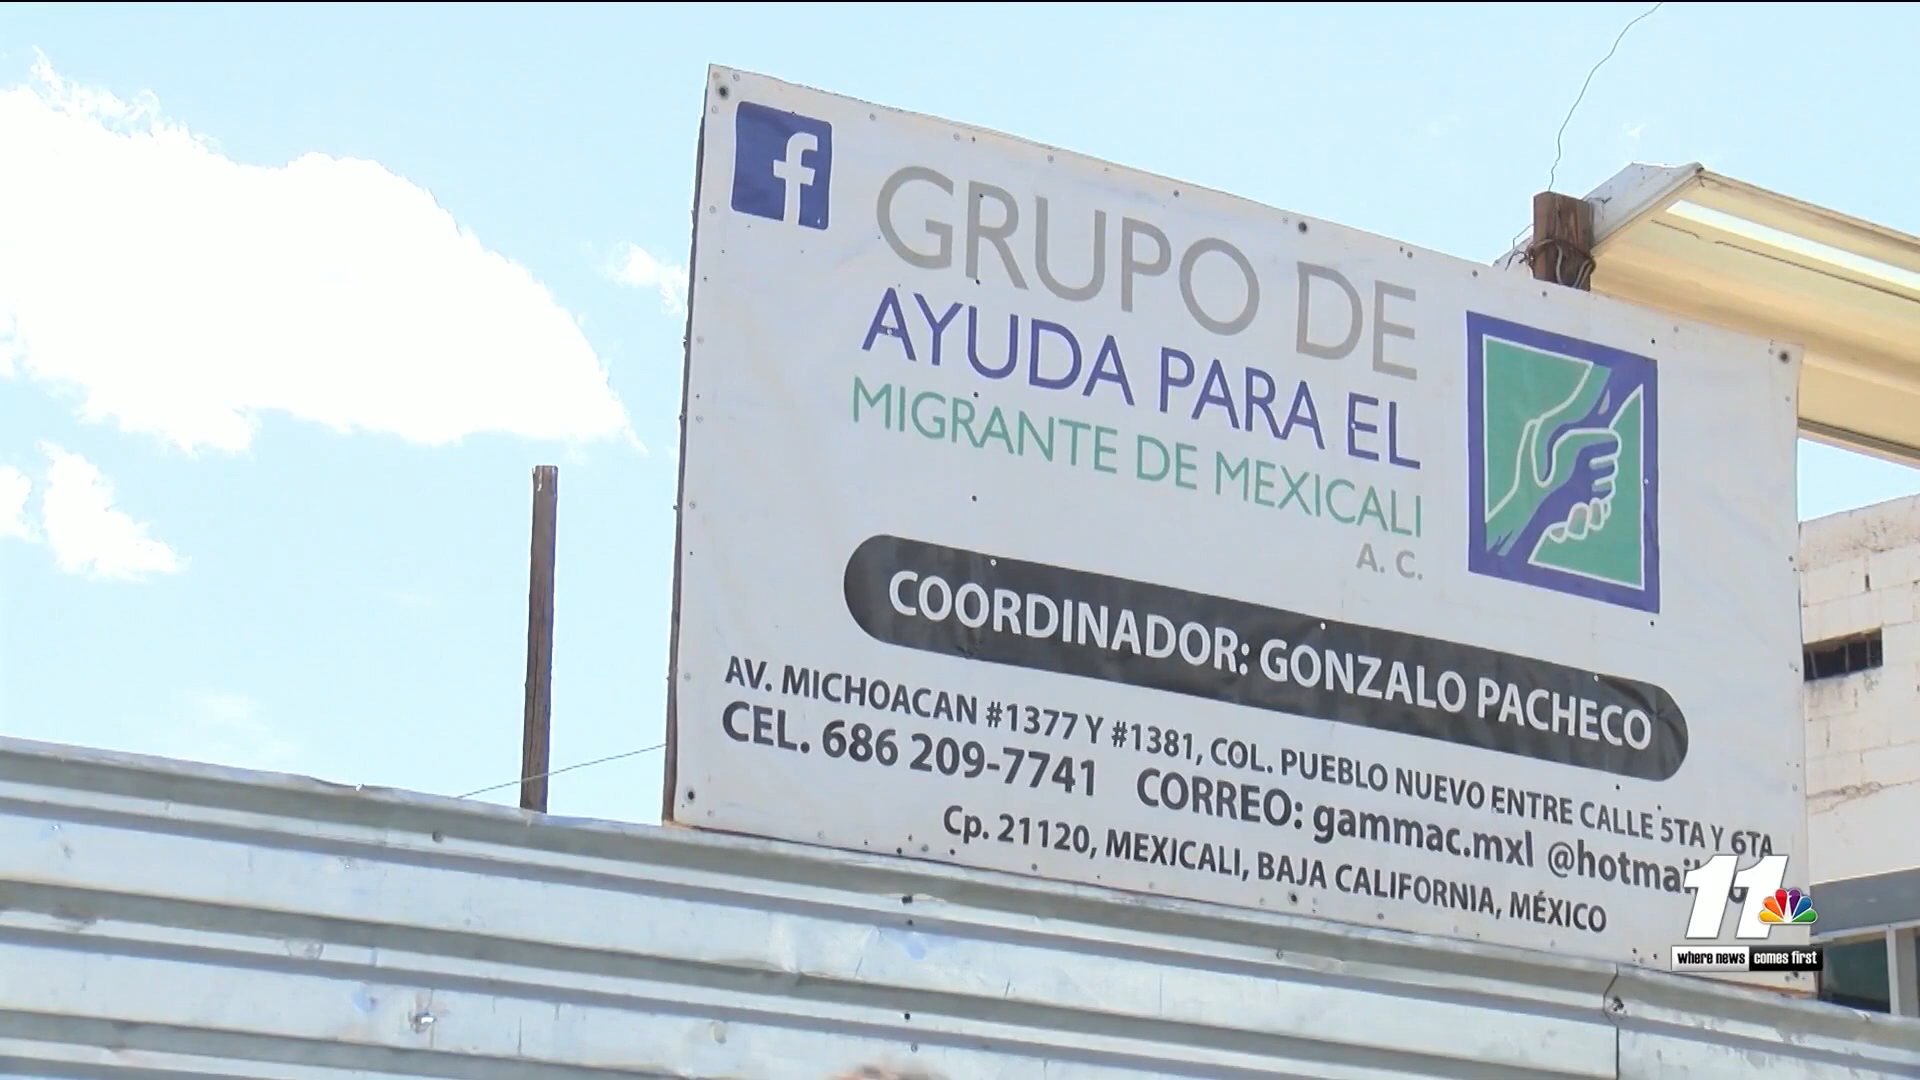 f
GRUPO DE
AYUDA PARA EL
MIGRANTE DE MEXICALI
A. C.
COORDINADOR: GONZALO PACHECO
AV. MICHOACAN #1377 Y #1381, COL. PUEBLO NUEVO ENTRE CALLE 5TA Y 6TA
CEL. 686 209-7741 CORREO: gammac.mxl
Cp. 21120, MEXICALI, BAJA CALIFORNIA, MÉXICO
11
where news comes first